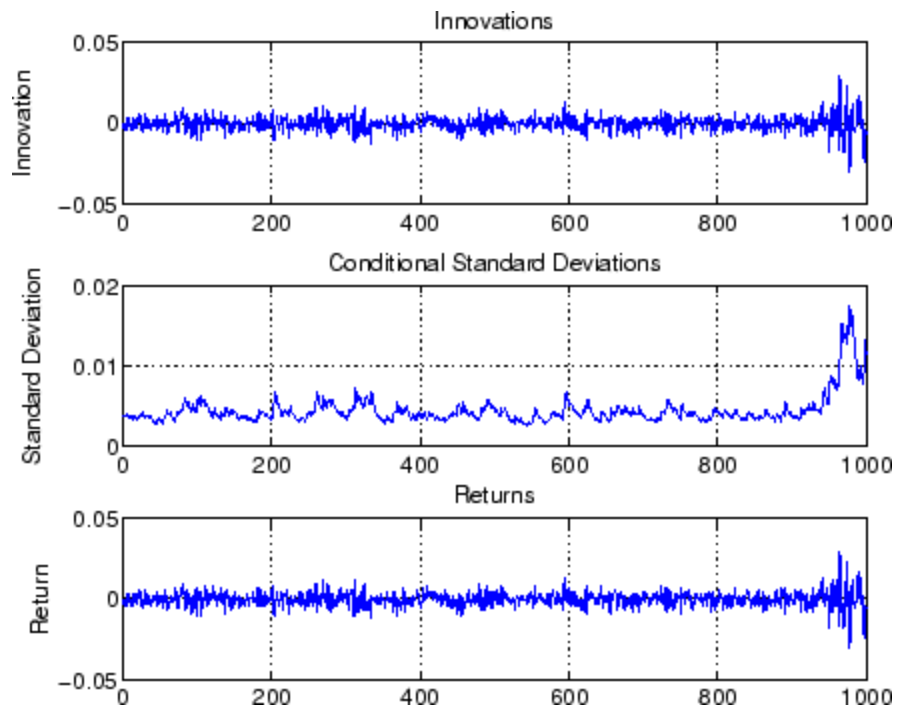 Innovations
0.05
0
−0.05
Innovation
0 200 400 600 800 1000
Conditional Standard Deviations
0.02
0.01
0
Standard Deviation
0 200 400 600 800 1000
Returns
0.05
0
−0.05
Return
0 200 400 600 800 1000